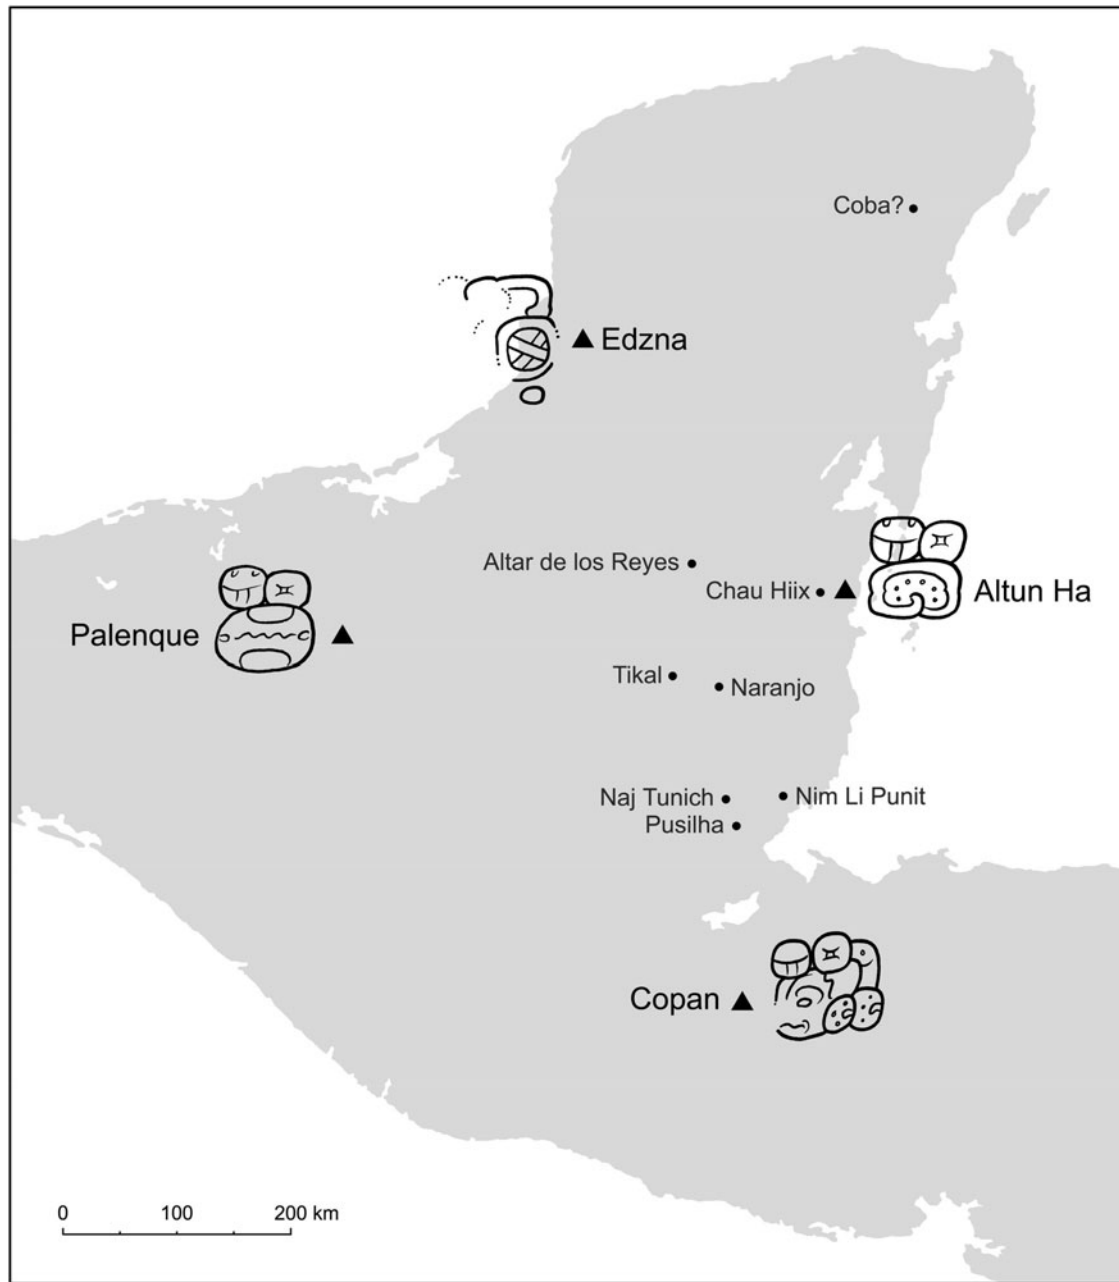 Coba?
Edzna
Altar de los Reyes
Chau Hiix
Altun Ha
Palenque
Tikal
Naranjo
Naj Tunich
Nim Li Punit
Pusilha
Copan
0 100 200 km